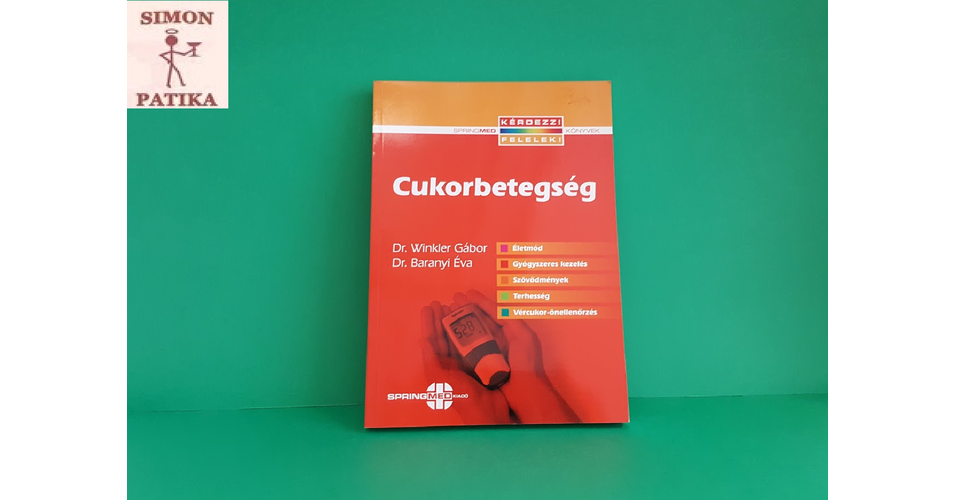 SIMON
PATIKA
KÉRDEZZ!
SPRINGMED KÖNYVEK
FELELEK!
Cukorbetegség
Dr. Winkler Gábor
Dr. Baranyi Éva
Életmód
Gyógyszeres kezelés
Szövődmények
Terhesség
Vércukor-önellenőrzés
SPRINGMED KIADÓ